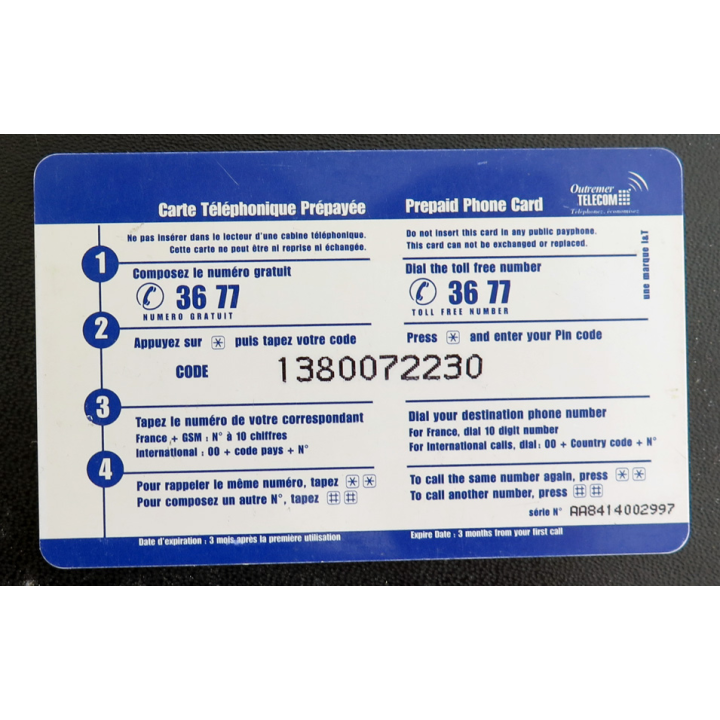 Carte Téléphonique Prépayée
Ne pas insérer dans le lecteur d'une cabine téléphonique.
Cette carte ne peut être ni reprise ni échangée.
1
Composez le numéro gratuit
36 77
NUMERO GRATUIT
2
Appuyez sur * puis tapez votre code
CODE 1380072230
3
Tapez le numéro de votre correspondant
France + GSM : N° à 10 chiffres
International : 00 + code pays + N°
4
Pour rappeler le même numéro, tapez * *
Pour composez un autre N°, tapez # #
Date d'expiration : 3 mois après la première utilisation
Prepaid Phone Card
Outremer
TELECOM
Téléphonez, économisez
Do not insert this card in any public payphone.
This card can not be exchanged or replaced.
une marque I&T
Dial the toll free number
36 77
TOLL FREE NUMBER
Press * and enter your Pin code
Dial your destination phone number
For France, dial 10 digit number
For International calls, dial: 00 + Country code + N°
To call the same number again, press * *
To call another number, press # #
série N° AA8414002997
Expire Date : 3 months from your first call